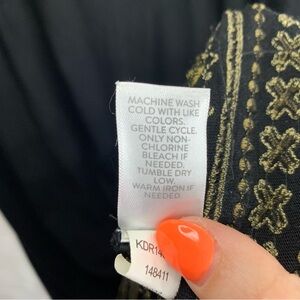 MACHINE WASH
COLD WITH LIKE
COLORS.
GENTLE CYCLE.
ONLY NON-
CHLORINE
BLEACH IF
NEEDED.
TUMBLE DRY
LOW.
WARM IRON IF
NEEDED.
148411